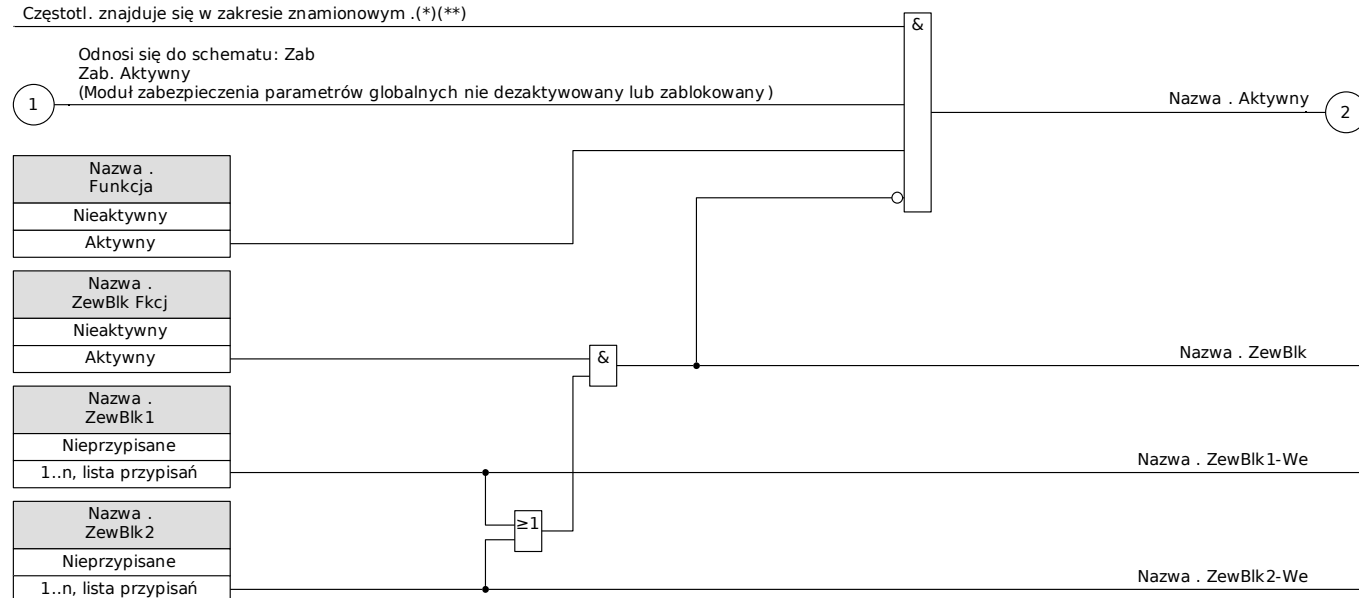 Częstotl. znajduje się w zakresie znamionowym .(*)(**)
&
Odnosi się do schematu: Zab
Zab. Aktywny
(Moduł zabezpieczenia parametrów globalnych nie dezaktywowany lub zablokowany )
1
Nazwa . Aktywny
2
Nazwa .
Funkcja
Nieaktywny
Aktywny
Nazwa .
ZewBlk Fkcj
Nieaktywny
Aktywny
&
Nazwa . ZewBlk
Nazwa .
ZewBlk1
Nieprzypisane
1..n, lista przypisań
Nazwa . ZewBlk1-We
≥1
Nazwa .
ZewBlk2
Nieprzypisane
1..n, lista przypisań
Nazwa . ZewBlk2-We